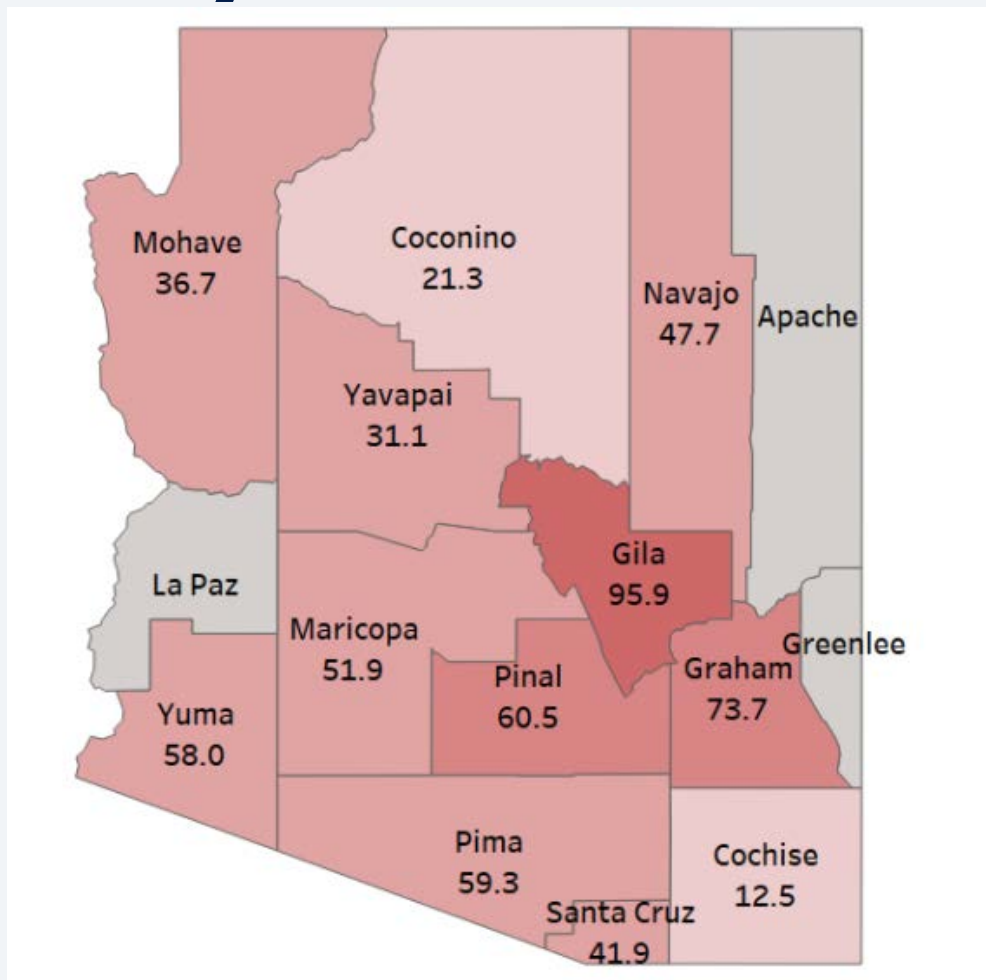 Mohave
36.7
Coconino
21.3
Navajo
47.7
Apache
Yavapai
31.1
Gila
95.9
La Paz
Maricopa
51.9
Pinal
60.5
Graham
73.7
Greenlee
Yuma
58.0
Pima
59.3
Cochise
12.5
Santa Cruz
41.9